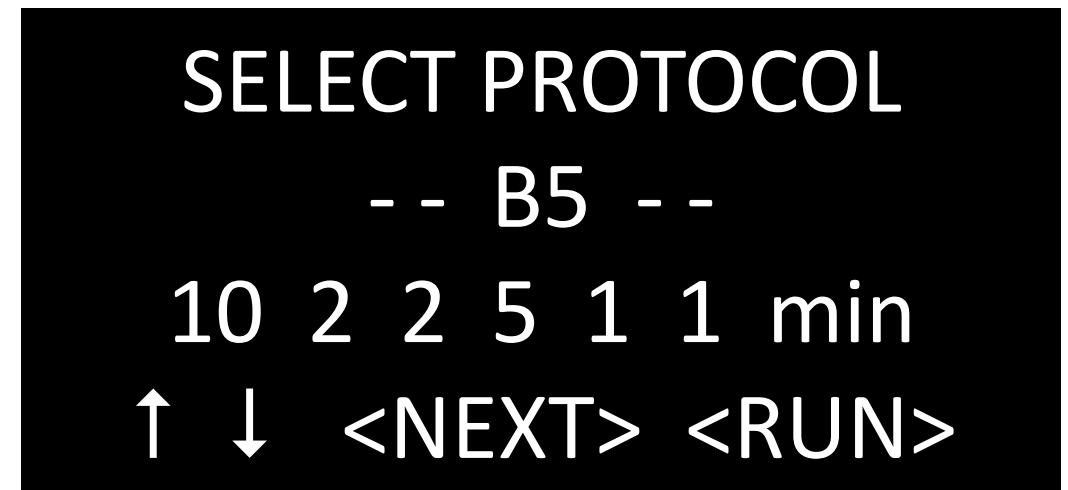 SELECT PROTOCOL
- - B5 - -
10 2 2 5 1 1 min
↑ ↓ <NEXT> <RUN>